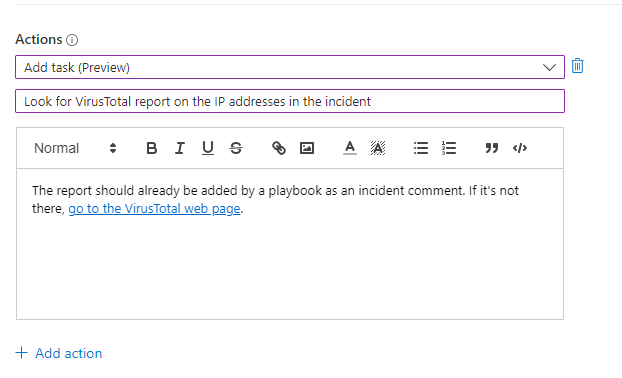 Actions
Add task (Preview)
Look for VirusTotal report on the IP addresses in the incident
Normal B I U S A A
The report should already be added by a playbook as an incident comment. If it's not
there, go to the VirusTotal web page.
+ Add action